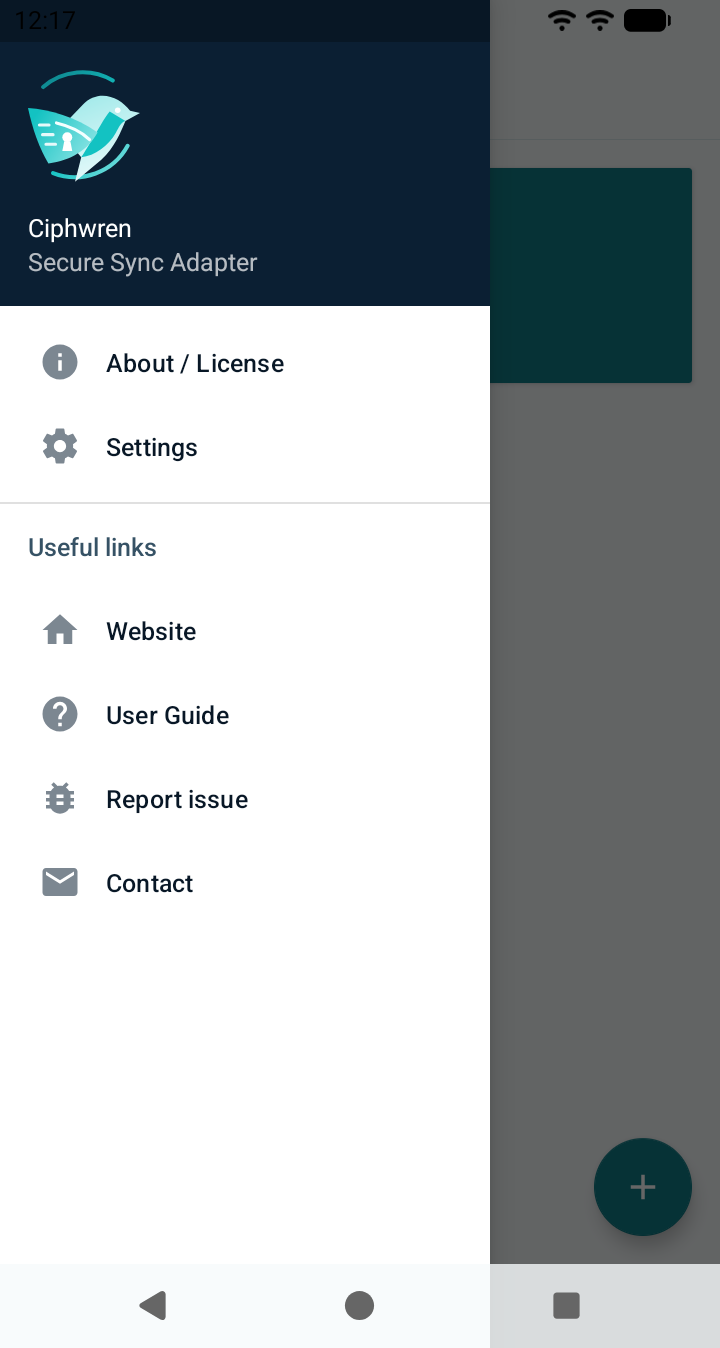 12:17
Ciphwren
Secure Sync Adapter
About / License
Settings
Useful links
Website
User Guide
Report issue
Contact